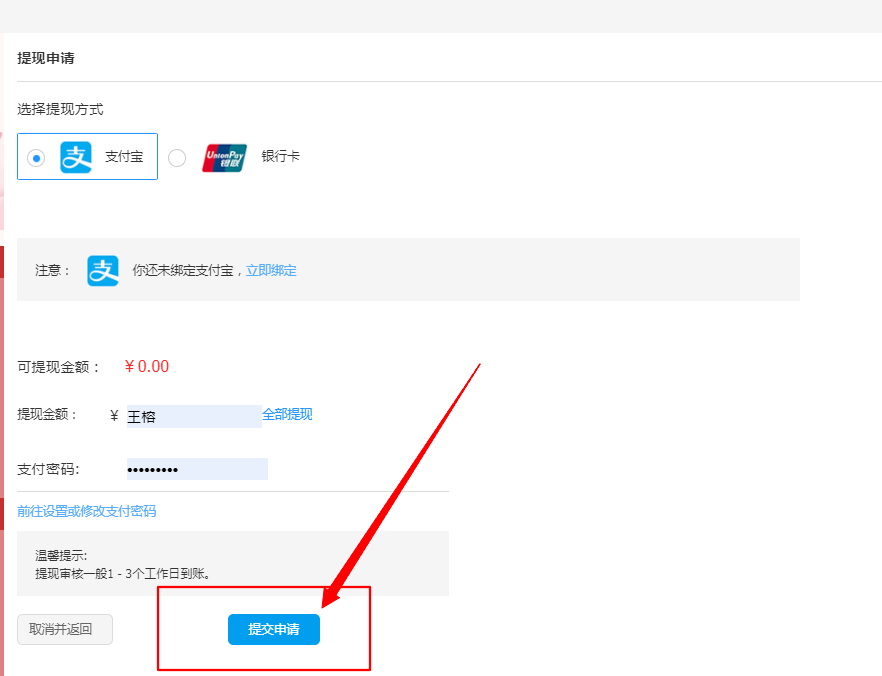 提现申请
选择提现方式
支 支付宝 UnionPay 银联 银行卡
注意： 支 你还未绑定支付宝，立即绑定
可提现金额： ￥0.00
提现金额： ￥ 王榕 全部提现
支付密码: •••••••••
前往设置或修改支付密码
温馨提示:
提现审核一般1 - 3个工作日到账。
取消并返回 提交申请